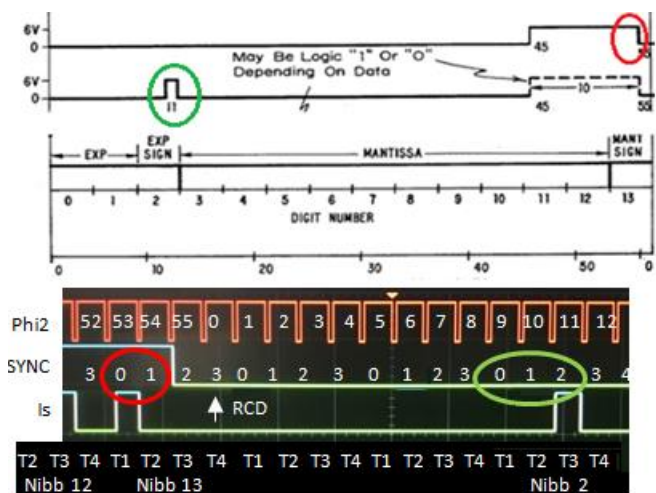 6V
0
45
55
May Be Logic "1" Or "0"
Depending On Data
6V
0
11
10
45
55
EXP
EXP
SIGN
MANTISSA
MANT
SIGN
0 1 2 3 4 5 6 7 8 9 10 11 12 13
DIGIT NUMBER
0 10 20 30 40 50 0
Phi2 52 53 54 55 0 1 2 3 4 5 6 7 8 9 10 11 12
SYNC 3 0 1 2 3 0 1 2 3 0 1 2 3 0 1 2 3 4
Is RCD
T2 T3 T4 T1 T2 T3 T4 T1 T2 T3 T4 T1 T2 T3 T4 T1 T2 T3 T4
Nibb 12 Nibb 13 Nibb 2